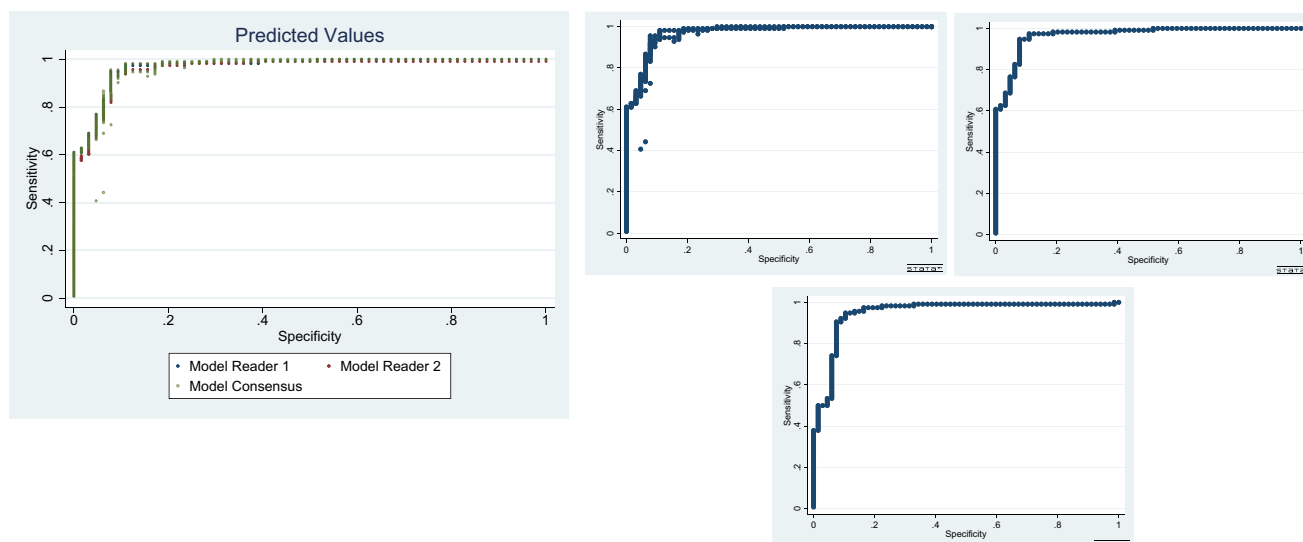 Predicted Values
Sensitivity
0 .2 .4 .6 .8 1
0 .2 .4 .6 .8 1
Specificity
Model Reader 1 Model Reader 2
Model Consensus
Sensitivity
0 .2 .4 .6 .8 1
0 .2 .4 .6 .8 1
Specificity
STATA
Sensitivity
0 .2 .4 .6 .8 1
0 .2 .4 .6 .8 1
Specificity
STATA
Sensitivity
0 .2 .4 .6 .8 1
0 .2 .4 .6 .8 1
Specificity